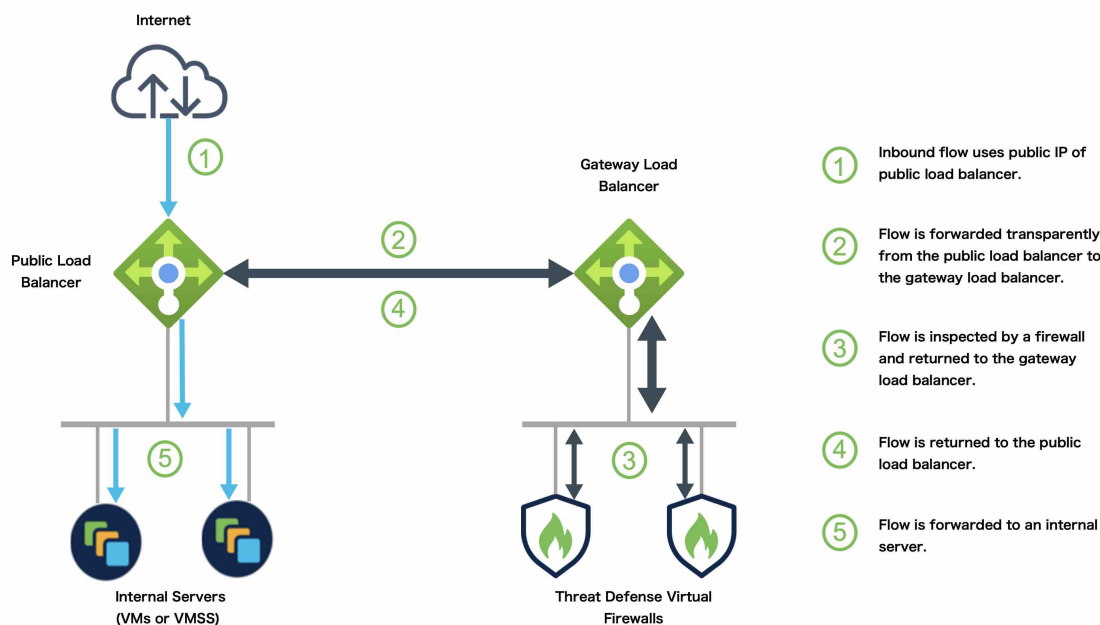 Internet
1
Gateway Load
Balancer
Public Load
Balancer
2
4
5
3
Internal Servers
(VMs or VMSS)
Threat Defense Virtual
Firewalls
1
Inbound flow uses public IP of
public load balancer.
2
Flow is forwarded transparently
from the public load balancer to
the gateway load balancer.
3
Flow is inspected by a firewall
and returned to the gateway
load balancer.
4
Flow is returned to the public
load balancer.
5
Flow is forwarded to an internal
server.